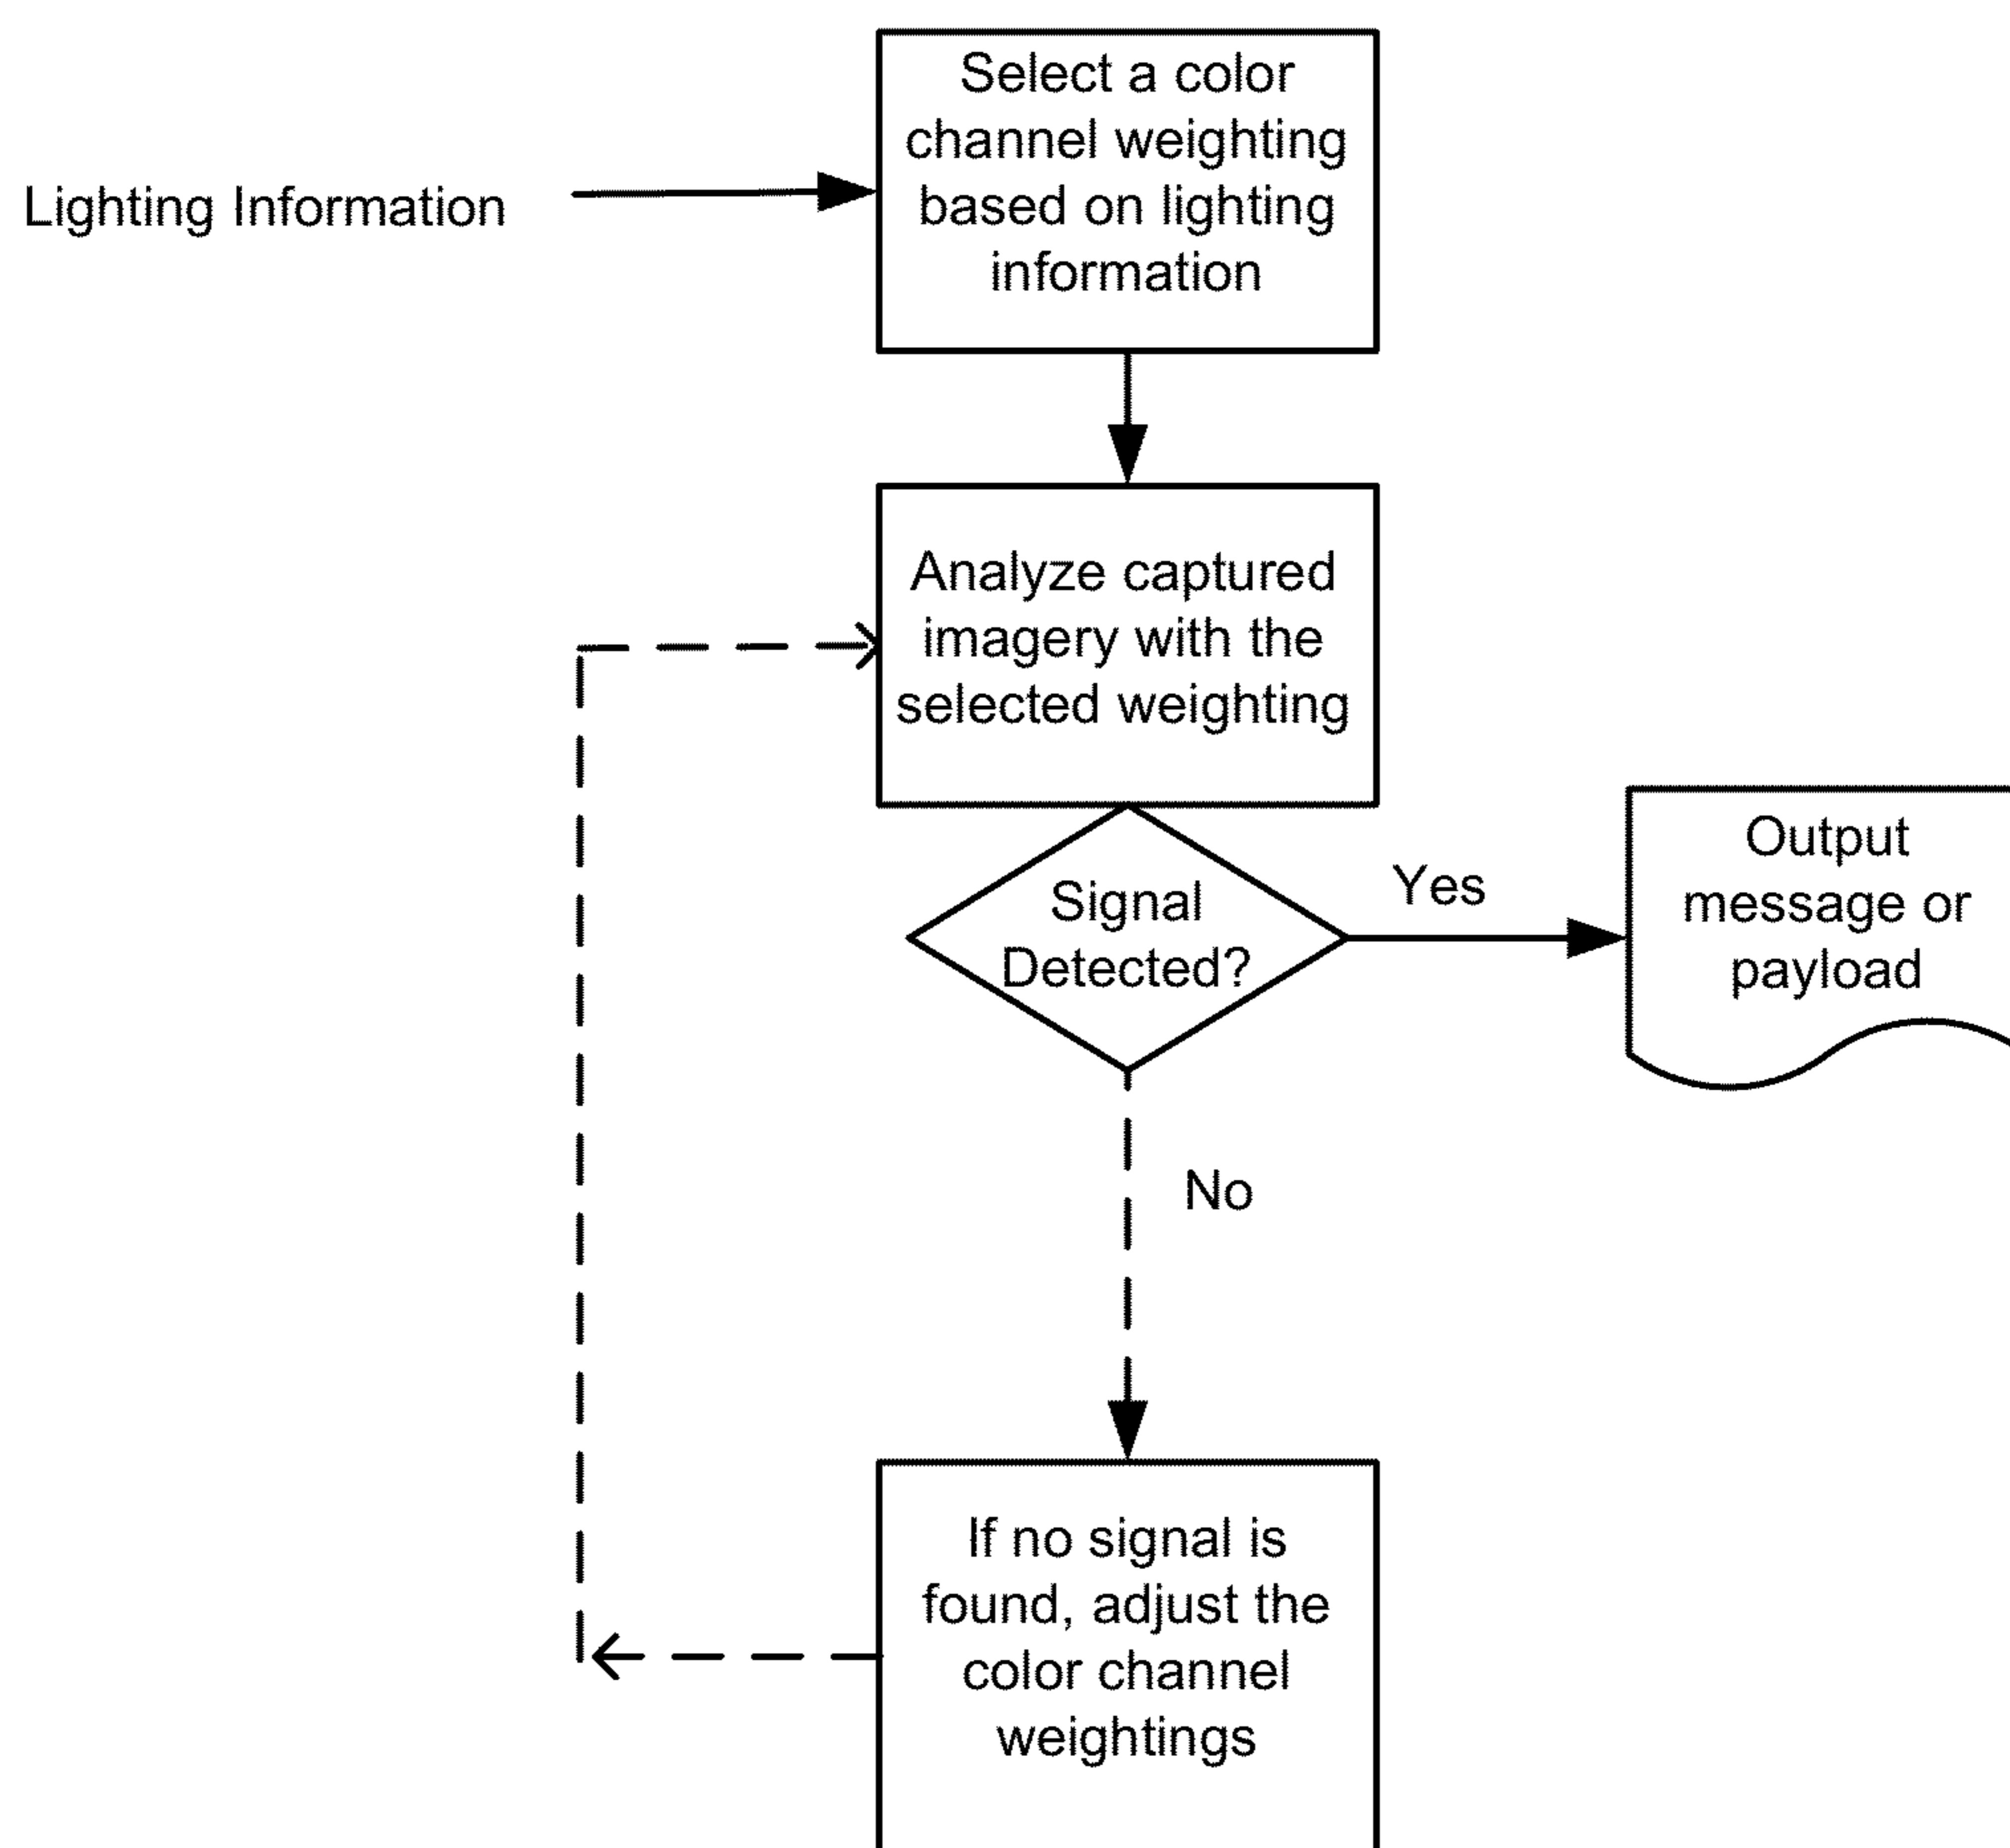 Select a color
channel weighting
based on lighting
information
Lighting Information
Analyze captured
imagery with the
selected weighting
Signal
Detected?
Yes
Output
message or
payload
No
If no signal is
found, adjust the
color channel
weightings